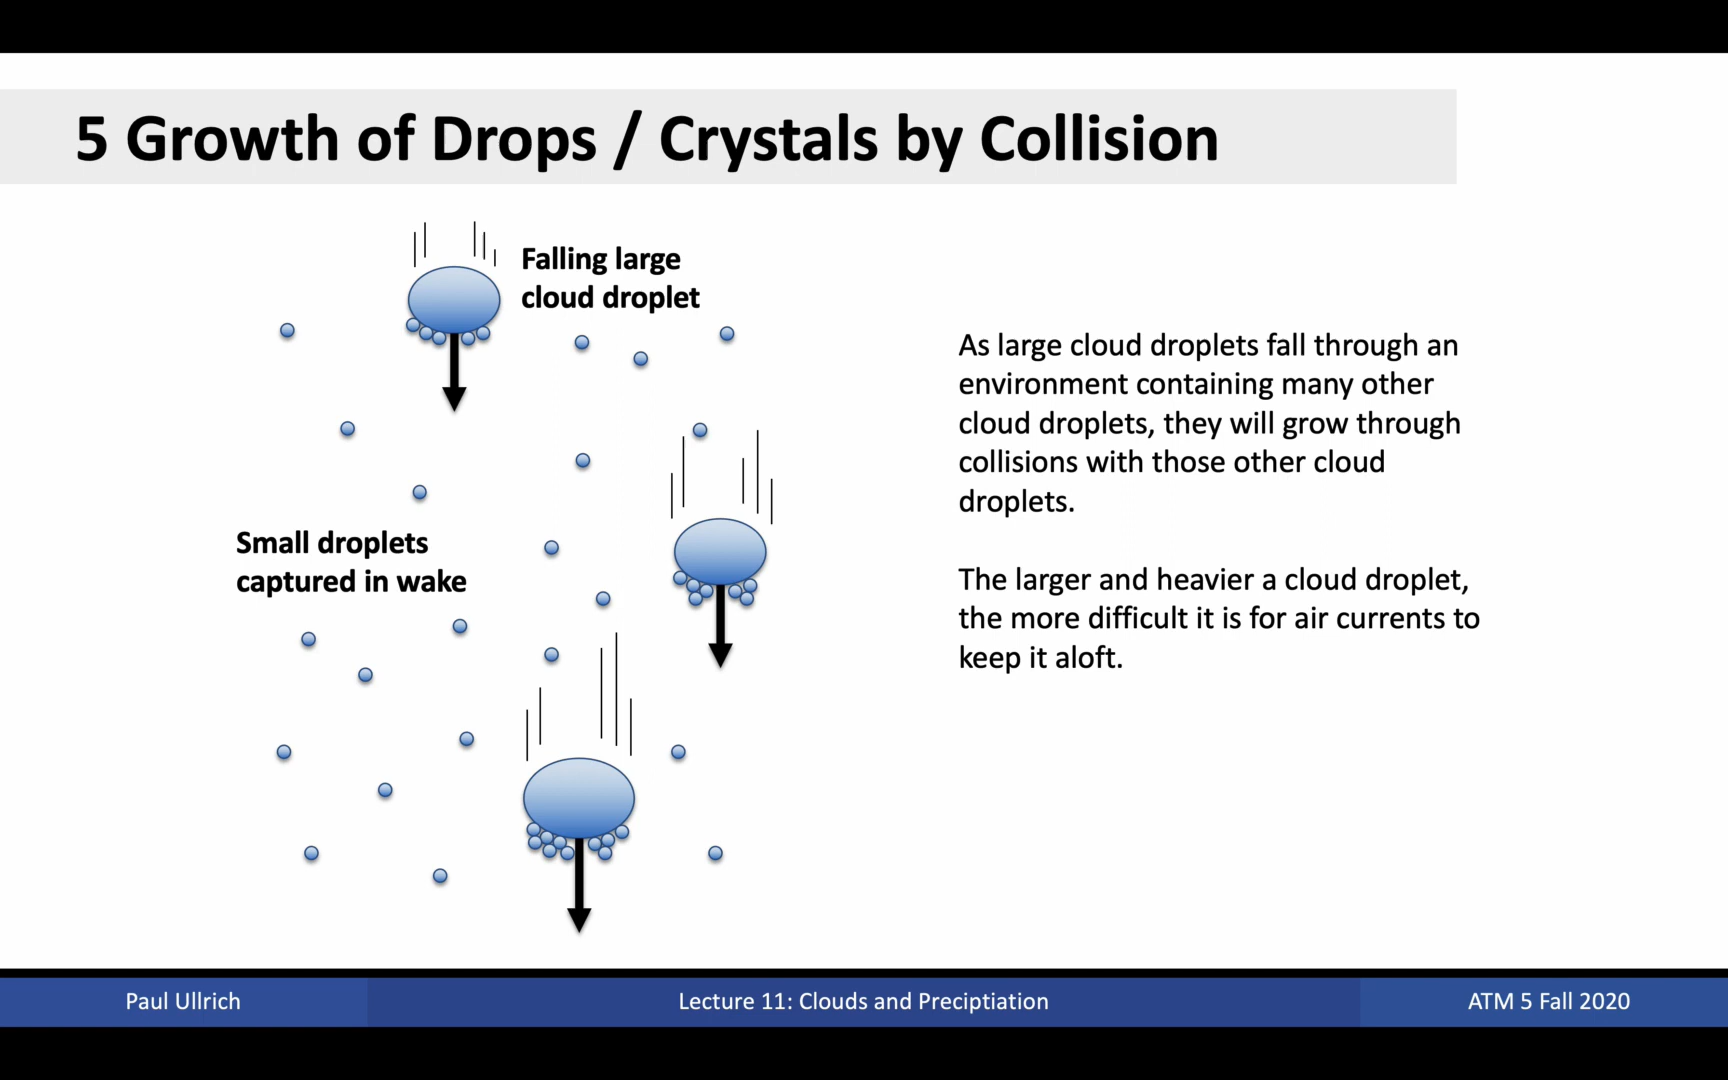 5 Growth of Drops / Crystals by Collision
Falling large
cloud droplet
Small droplets
captured in wake
As large cloud droplets fall through an
environment containing many other
cloud droplets, they will grow through
collisions with those other cloud
droplets.
The larger and heavier a cloud droplet,
the more difficult it is for air currents to
keep it aloft.
Paul Ullrich
Lecture 11: Clouds and Preciptiation
ATM 5 Fall 2020